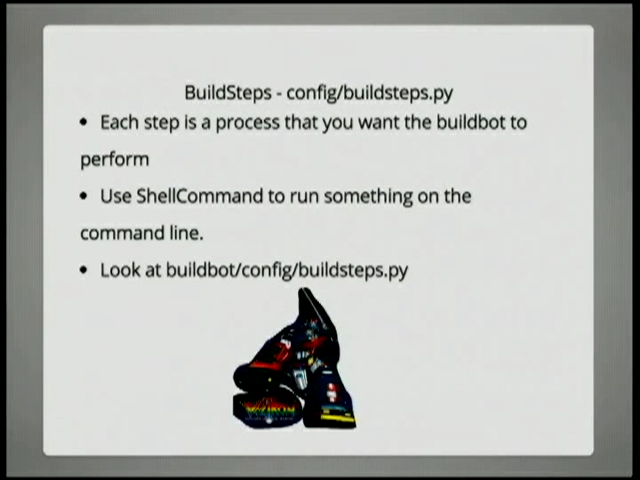 BuildSteps - config/buildsteps.py
• Each step is a process that you want the buildbot to
perform
• Use ShellCommand to run something on the
command line.
• Look at buildbot/config/buildsteps.py